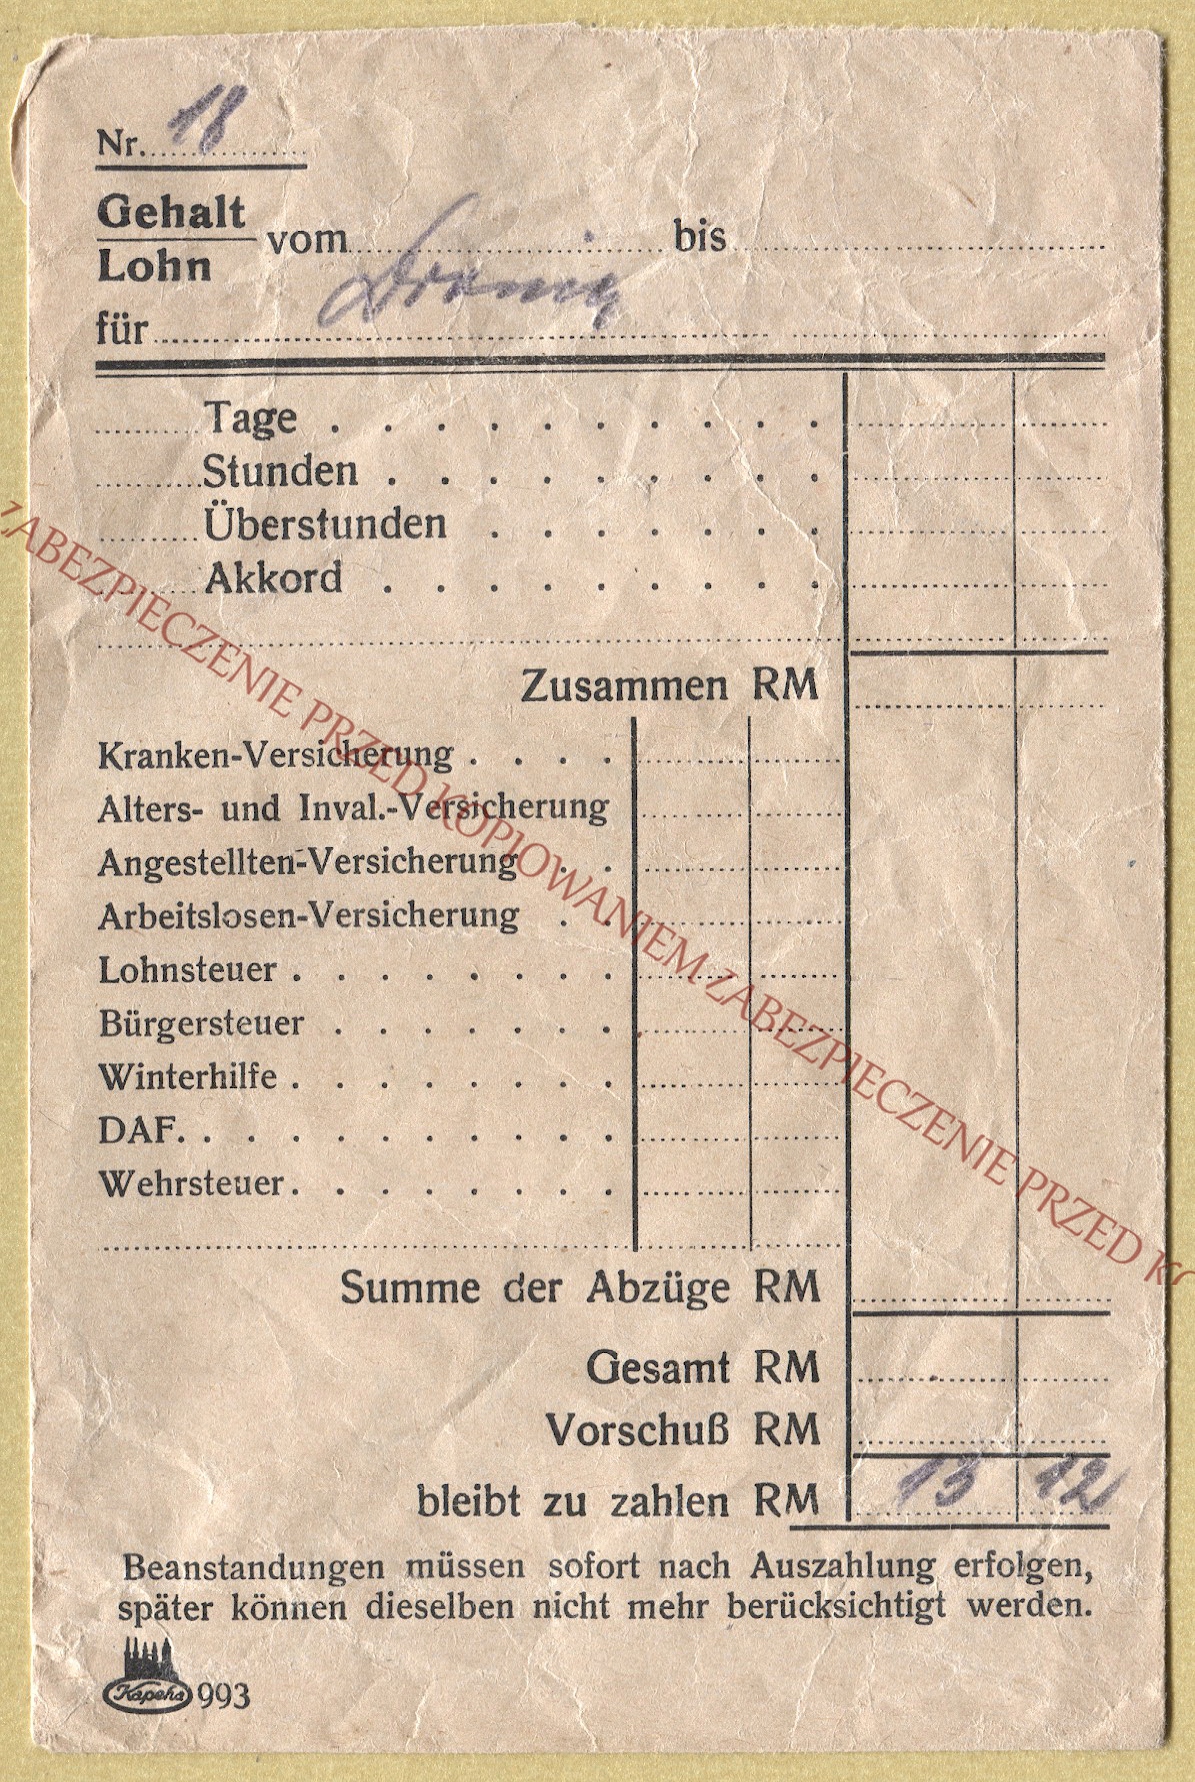 Nr. 18
Gehalt
Lohn
vom bis
für
Tage
Stunden
Überstunden
Akkord
Zusammen RM
Kranken-Versicherung
Alters- und Inval.-Versicherung
Angestellten-Versicherung
Arbeitslosen-Versicherung
Lohnsteuer
Bürgersteuer
Winterhilfe
DAF.
Wehrsteuer
Summe der Abzüge RM
Gesamt RM
Vorschuß RM
bleibt zu zahlen RM 13 12
Beanstandungen müssen sofort nach Auszahlung erfolgen,
später können dieselben nicht mehr berücksichtigt werden.
Kapeha 993
ZABEZPIECZENIE PRZED KOPIOWANIEM ZABEZPIECZENIE PRZED KO